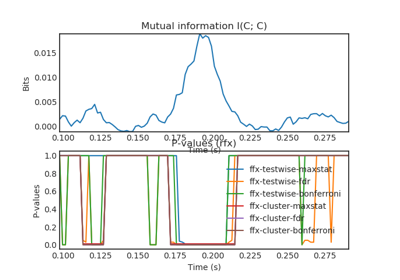 Mutual information I(C; C)
0.015
0.010
0.005
0.000
Bits
0.100 0.125 0.150 0.175 0.200 0.225 0.250 0.275
Time (s)
P-values (rfx)
1.0
0.8
0.6
0.4
0.2
0.0
P-values
ffx-testwise-maxstat
ffx-testwise-fdr
ffx-testwise-bonferroni
ffx-cluster-maxstat
ffx-cluster-fdr
ffx-cluster-bonferroni
0.100 0.125 0.150 0.175 0.200 0.225 0.250 0.275
Time (s)